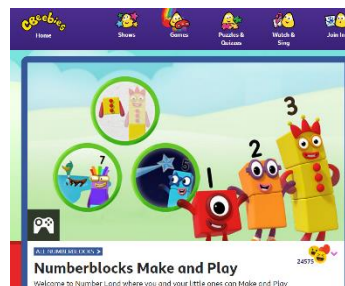 CBeebies
Home
Shows
Games
Puzzles & Quizzes
Watch & Sing
Join In
7
1
2
3
ALL NUMBERBLOCKS >
24575
Numberblocks Make and Play
Welcome to Number Land where you and your little ones can Make and Play